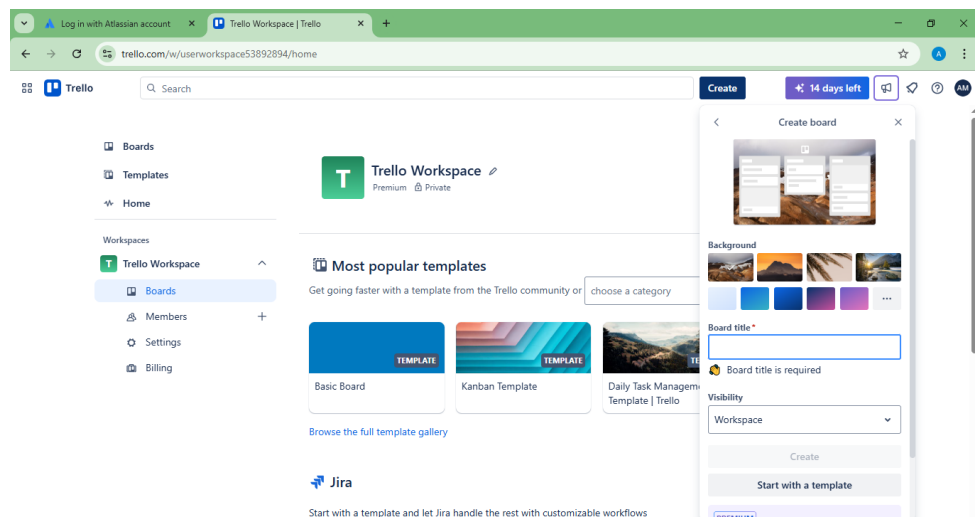 Log in with Atlassian account
Trello Workspace | Trello
trello.com/w/userworkspace53892894/home
A
Trello
Search
Create
14 days left
AM
Boards
Templates
Home
Workspaces
T Trello Workspace
Boards
Members
Settings
Billing
T
Trello Workspace
Premium Private
Most popular templates
Get going faster with a template from the Trello community or
choose a category
TEMPLATE
Basic Board
TEMPLATE
Kanban Template
TE
Daily Task Managem
Template | Trello
Browse the full template gallery
Jira
Start with a template and let Jira handle the rest with customizable workflows
Create board
Background
Board title*
Board title is required
Visibility
Workspace
Create
Start with a template
PREMIUM